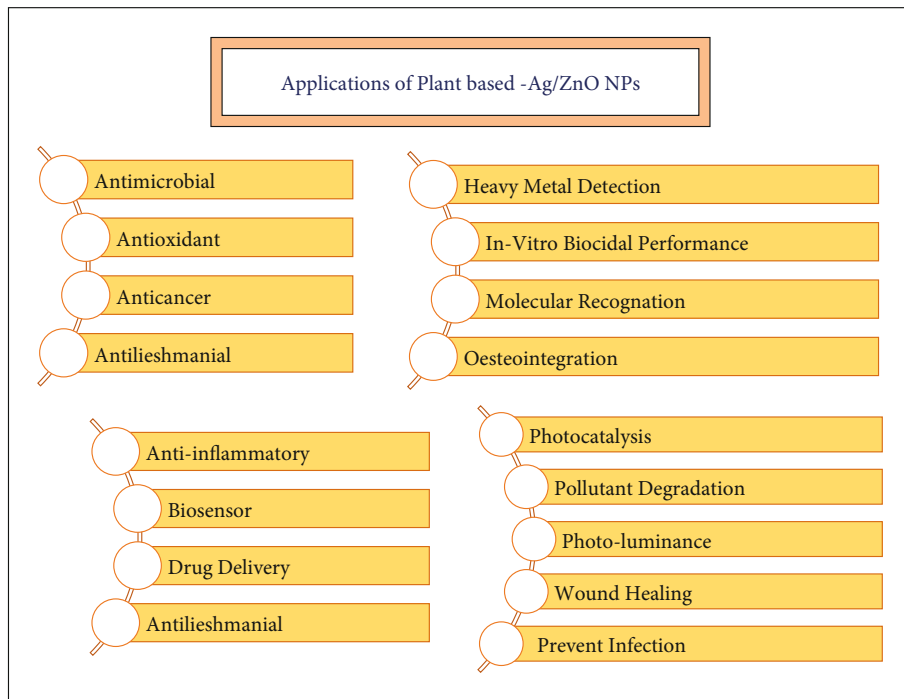 Applications of Plant based -Ag/ZnO NPs
Antimicrobial
Antioxidant
Anticancer
Antilieshmanial
Heavy Metal Detection
In-Vitro Biocidal Performance
Molecular Recognation
Oesteointegration
Anti-inflammatory
Biosensor
Drug Delivery
Antilieshmanial
Photocatalysis
Pollutant Degradation
Photo-luminance
Wound Healing
Prevent Infection